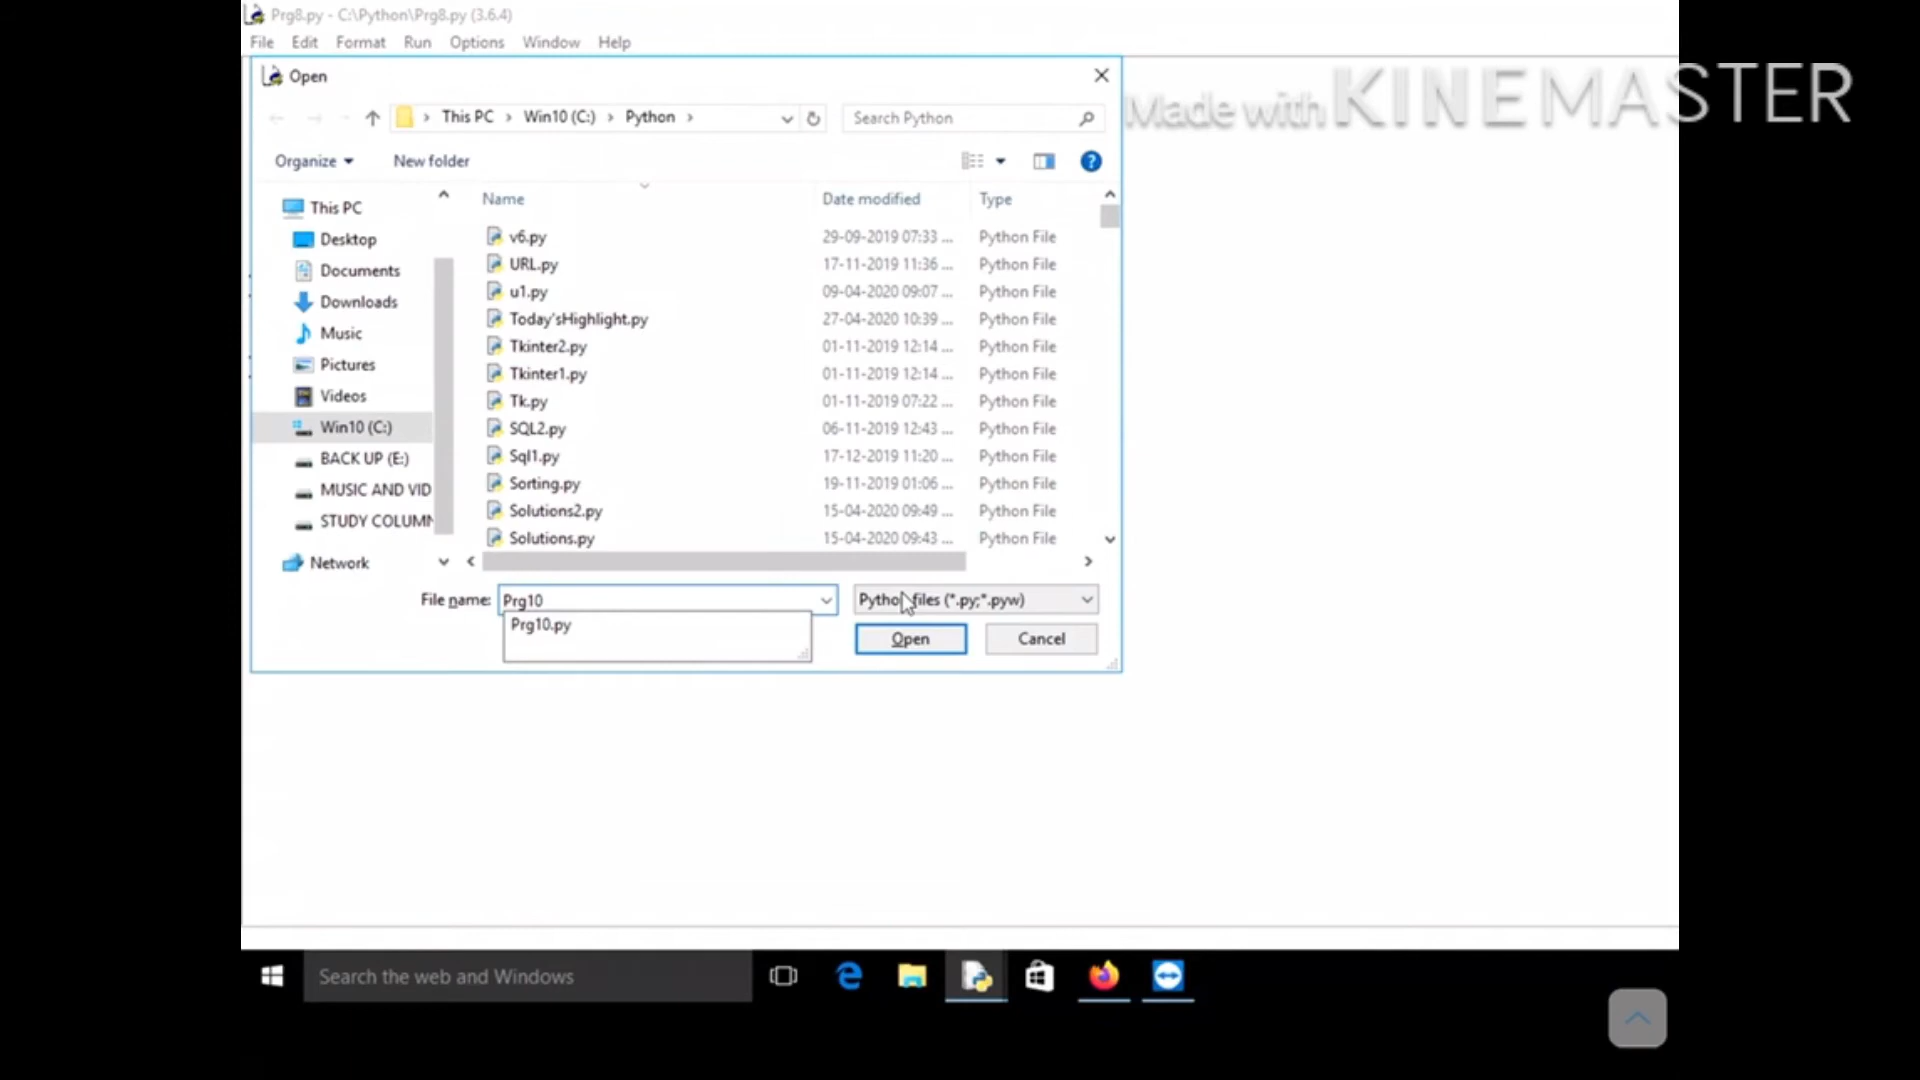 Prg8.py - C:\Python\Prg8.py (3.6.4)
File Edit Format Run Options Window Help
Open
Made with KINEMASTER
This PC > Win10 (C:) > Python >
Search Python
Organize
New folder
Name Date modified Type
This PC
Desktop
Documents
Downloads
Music
Pictures
Videos
Win10 (C:)
BACK UP (E:)
MUSIC AND VID
STUDY COLUMN
Network
v6.py 29-09-2019 07:33 ... Python File
URL.py 17-11-2019 11:36 ... Python File
u1.py 09-04-2020 09:07 ... Python File
Today'sHighlight.py 27-04-2020 10:39 ... Python File
Tkinter2.py 01-11-2019 12:14 ... Python File
Tkinter1.py 01-11-2019 12:14 ... Python File
Tk.py 01-11-2019 07:22 ... Python File
SQL2.py 06-11-2019 12:43 ... Python File
Sql1.py 17-12-2019 11:20 ... Python File
Sorting.py 19-11-2019 01:06 ... Python File
Solutions2.py 15-04-2020 09:49 ... Python File
Solutions.py 15-04-2020 09:43 ... Python File
File name: Prg10
Python files (*.py;*.pyw)
Prg10.py
Open Cancel
Search the web and Windows